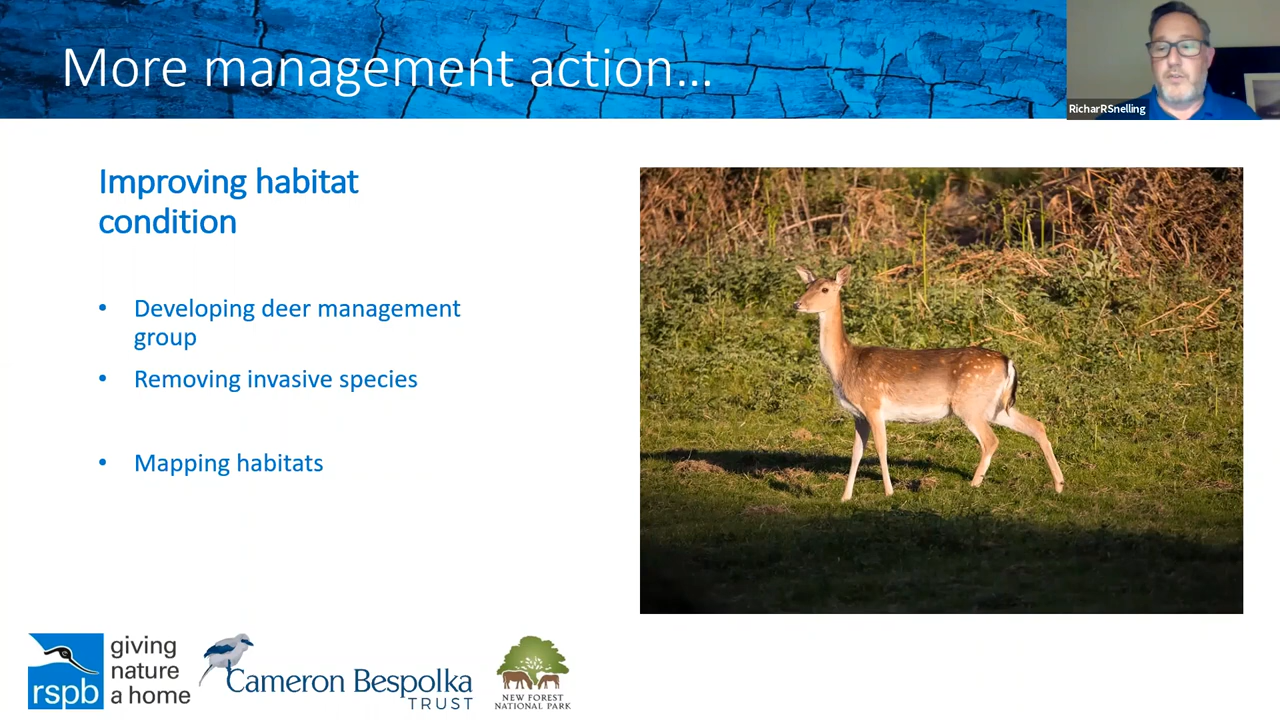 More management action...
RicharRSnelling
Improving habitat
condition
• Developing deer management
group
• Removing invasive species
• Mapping habitats
rspb
giving
nature
a home
Cameron Bespolka
TRUST
NEW FOREST
NATIONAL PARK